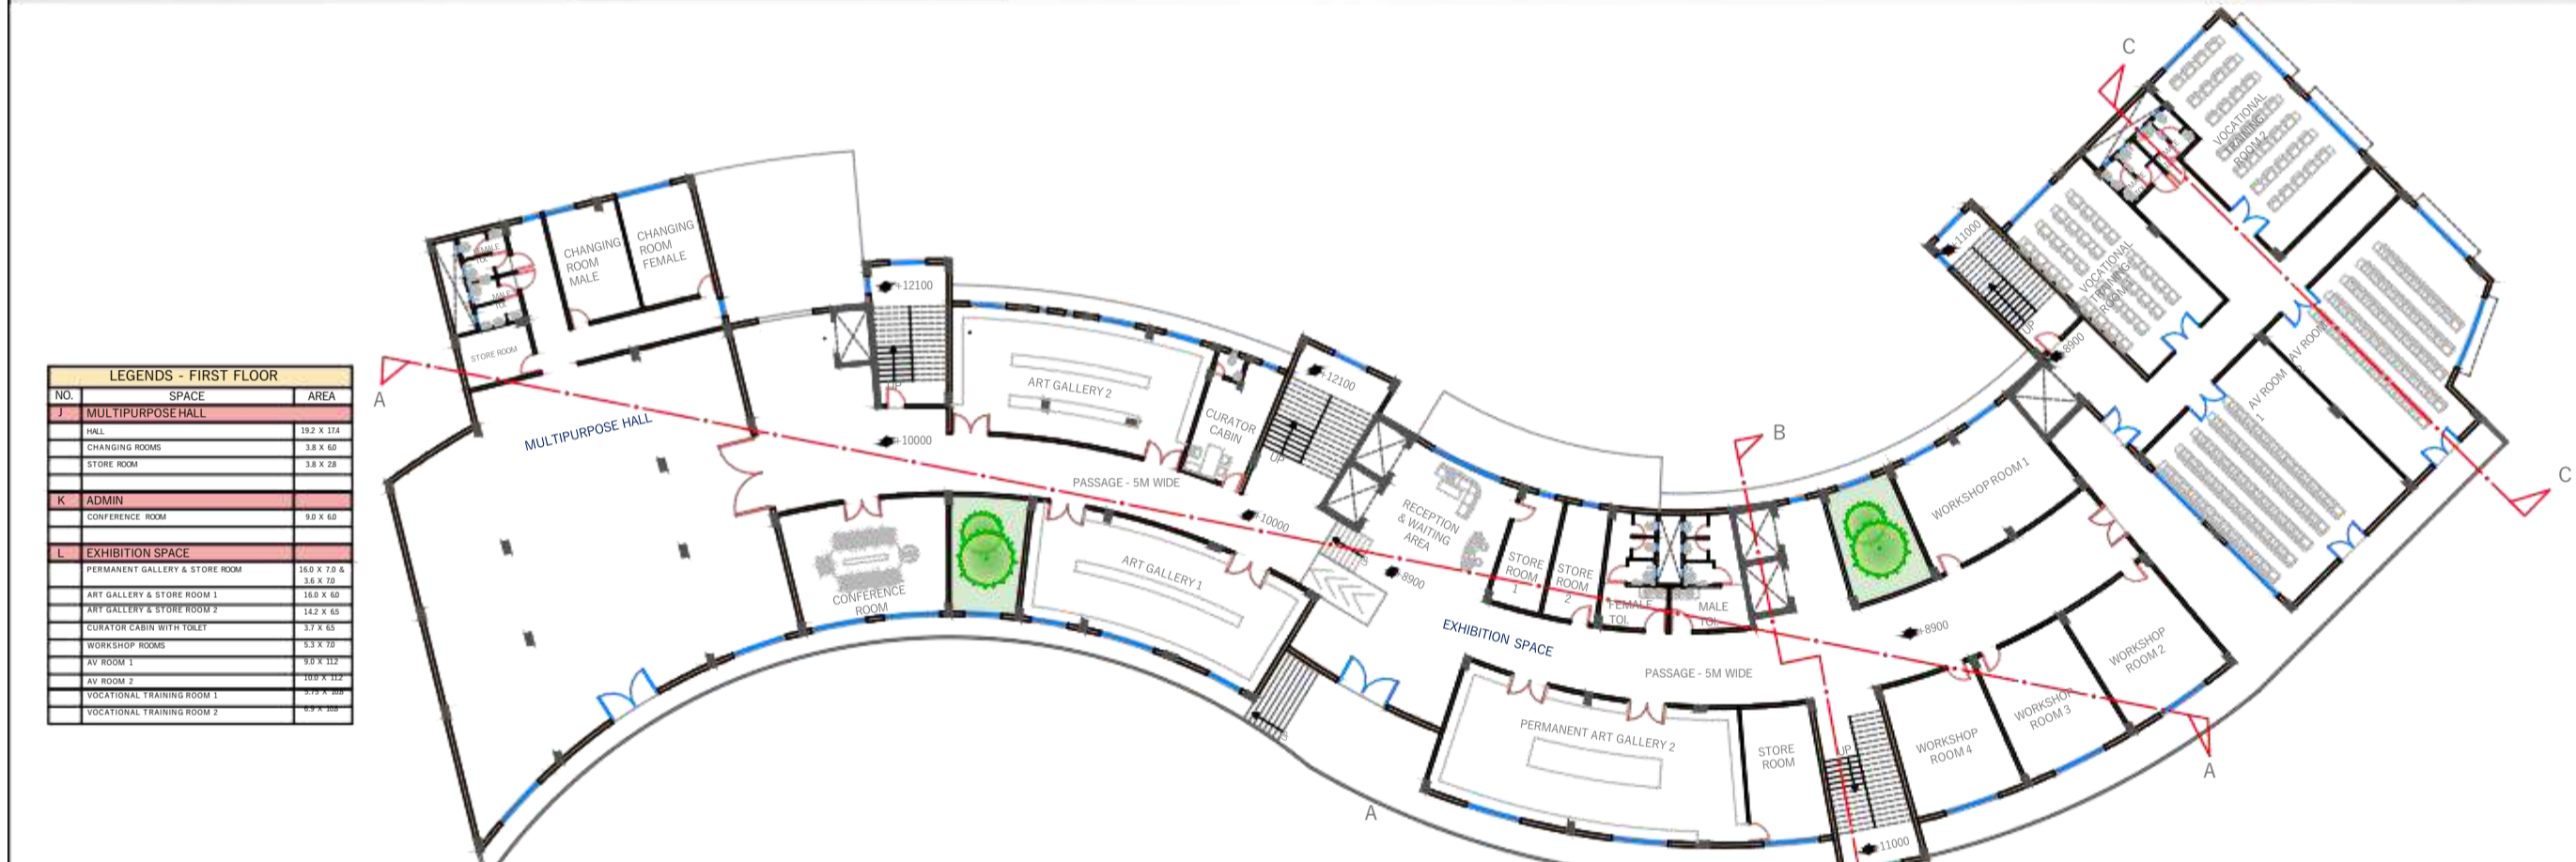 LEGENDS - FIRST FLOOR
NO. SPACE AREA
J MULTIPURPOSE HALL
HALL 19.2 X 17.4
CHANGING ROOMS 3.8 X 6.0
STORE ROOM 3.8 X 2.8
K ADMIN
CONFERENCE ROOM 9.0 X 6.0
L EXHIBITION SPACE
PERMANENT GALLERY & STORE ROOM 16.0 X 7.0 &
3.6 X 7.0
ART GALLERY & STORE ROOM 1 16.0 X 6.0
ART GALLERY & STORE ROOM 2 14.2 X 6.5
CURATOR CABIN WITH TOILET 3.7 X 6.5
WORKSHOP ROOMS 5.3 X 7.0
AV ROOM 1 9.0 X 11.2
AV ROOM 2 10.0 X 11.2
VOCATIONAL TRAINING ROOM 1
VOCATIONAL TRAINING ROOM 2
A
MALE
TOI.
STORE ROOM
CHANGING
ROOM
MALE
CHANGING
ROOM
FEMALE
MULTIPURPOSE HALL
+12100
UP
+10000
ART GALLERY 2
CURATOR
CABIN
+12100
UP
PASSAGE - 5M WIDE
+10000
CONFERENCE
ROOM
ART GALLERY 1
RECEPTION
& WAITING
AREA
+8900
STORE
ROOM
1
STORE
ROOM
2
FEMALE
TOI.
MALE
TOI.
EXHIBITION SPACE
PASSAGE - 5M WIDE
B
PERMANENT ART GALLERY 2
STORE
ROOM
UP
+11000
A
+8900
WORKSHOP ROOM 1
WORKSHOP
ROOM 2
WORKSHOP
ROOM 3
WORKSHOP
ROOM 4
A
+11000
UP
+8900
VOCATIONAL
TRAINING
ROOM 1
VOCATIONAL
TRAINING
ROOM 2
AV ROOM
1
AV ROOM
C
C